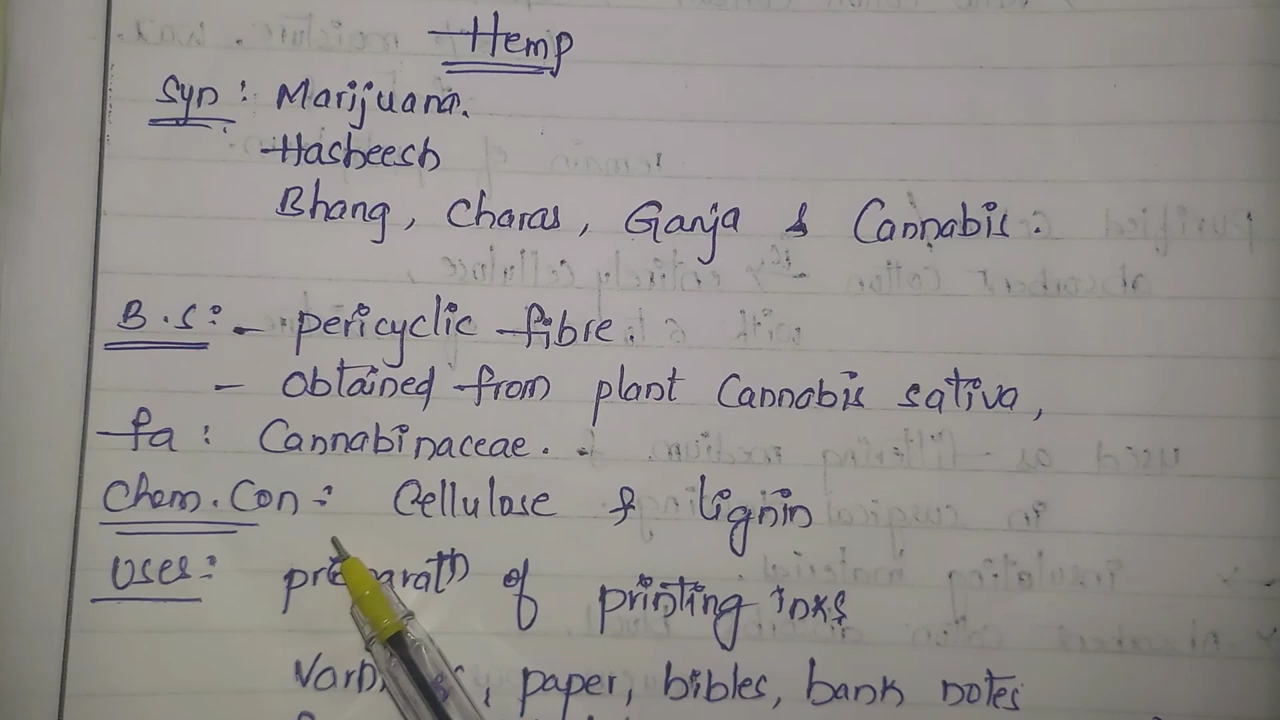 Hemp
Syn: Marijuana.
Hasheesh
Bhang, Charas, Ganja & Cannabis.
B.S:- pericyclic fibre.
- Obtained from plant Cannabis sativa,
fa: Cannabinaceae.
Chem. Con: Cellulose & lignin
Uses: of printing inks
, paper, bibles, bank notes